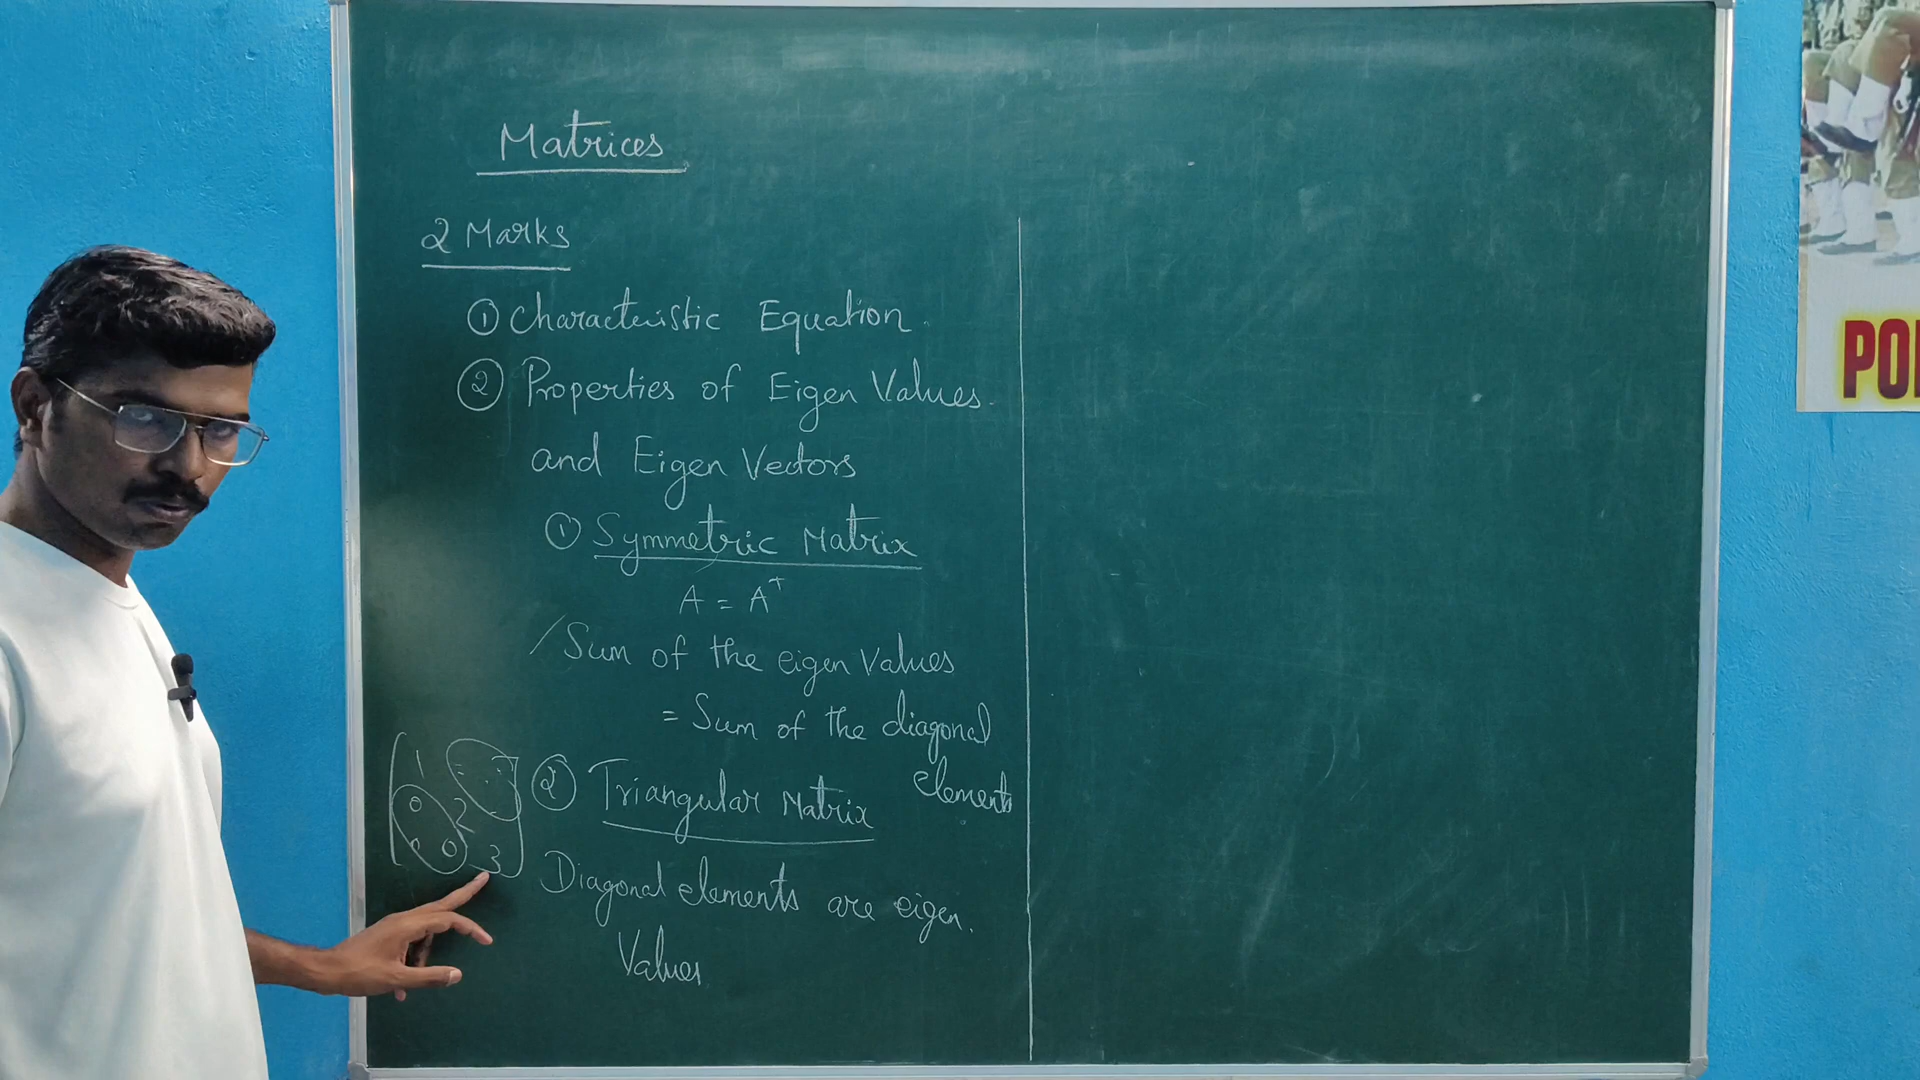 Matrices
2 Marks
① Characteristic Equation.
② Properties of Eigen Values.
and Eigen Vectors
① Symmetric Matrix
A = Aᵀ
Sum of the eigen Values
= Sum of the diagonal
elements
② Triangular Matrix
Diagonal elements are eigen.
Values
1
0 2
0 0 3
POL